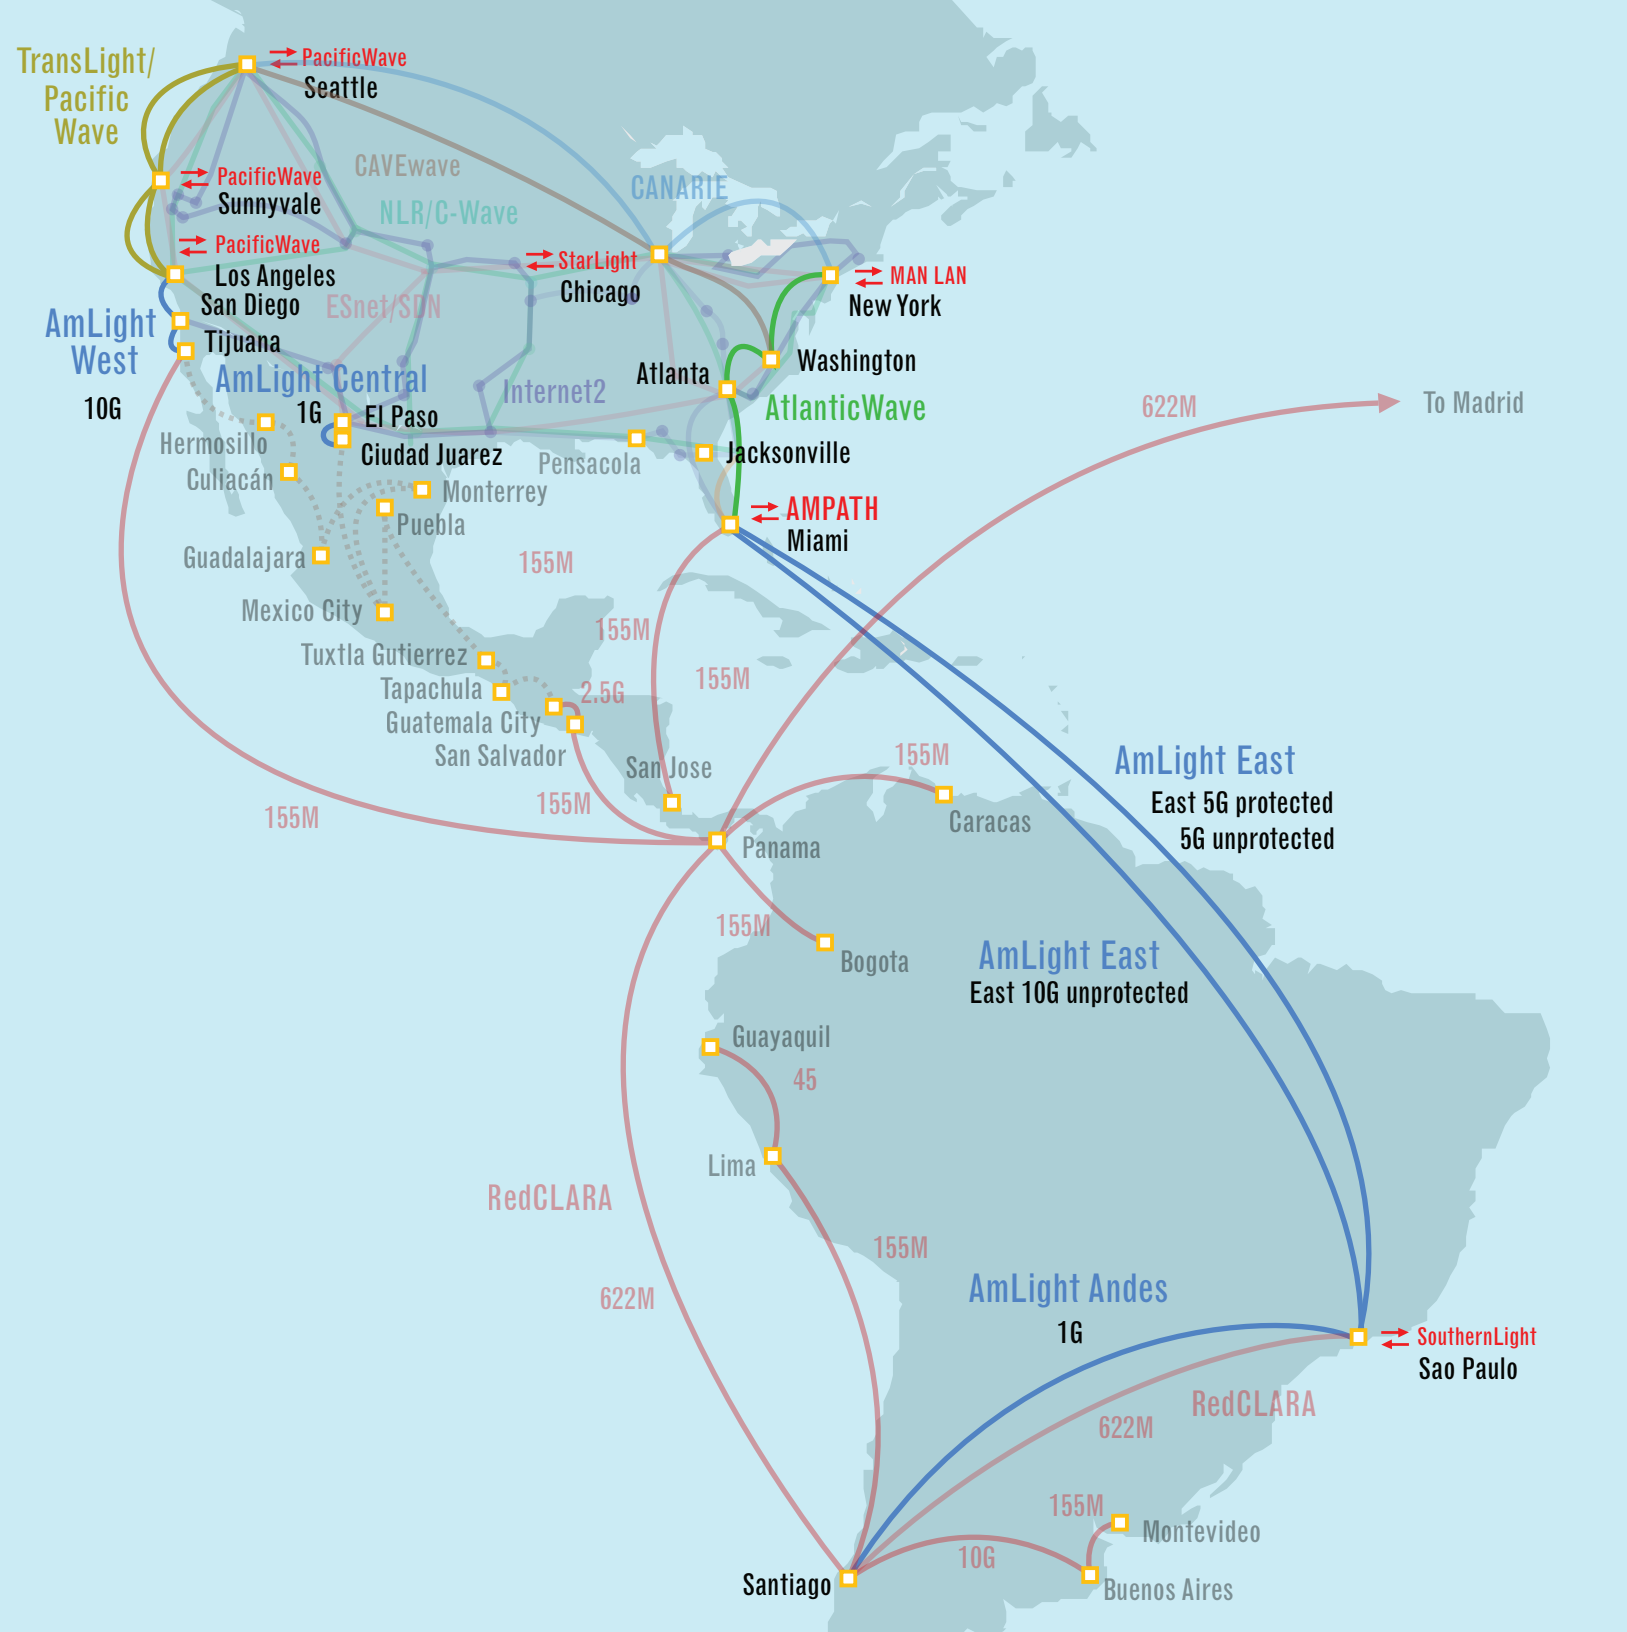 TransLight/
Pacific
Wave
PacificWave
Seattle
CAVEwave
CANARIE
PacificWave
Sunnyvale
NLR/C-Wave
PacificWave
Los Angeles
San Diego
ESnet/SDN
StarLight
Chicago
MAN LAN
New York
AmLight
West
10G
Tijuana
AmLight Central
1G
El Paso
Ciudad Juarez
Internet2
Atlanta
Washington
AtlanticWave
622M
To Madrid
Hermosillo
Culiacán
Pensacola
Jacksonville
Monterrey
Puebla
AMPATH
Miami
Guadalajara
155M
Mexico City
155M
Tuxtla Gutierrez
Tapachula
2.5G
155M
Guatemala City
San Salvador
San Jose
155M
155M
155M
Caracas
Panama
AmLight East
East 5G protected
5G unprotected
155M
Bogota
AmLight East
East 10G unprotected
Guayaquil
45
Lima
RedCLARA
155M
622M
AmLight Andes
1G
SouthernLight
Sao Paulo
RedCLARA
622M
155M
Montevideo
10G
Santiago
Buenos Aires